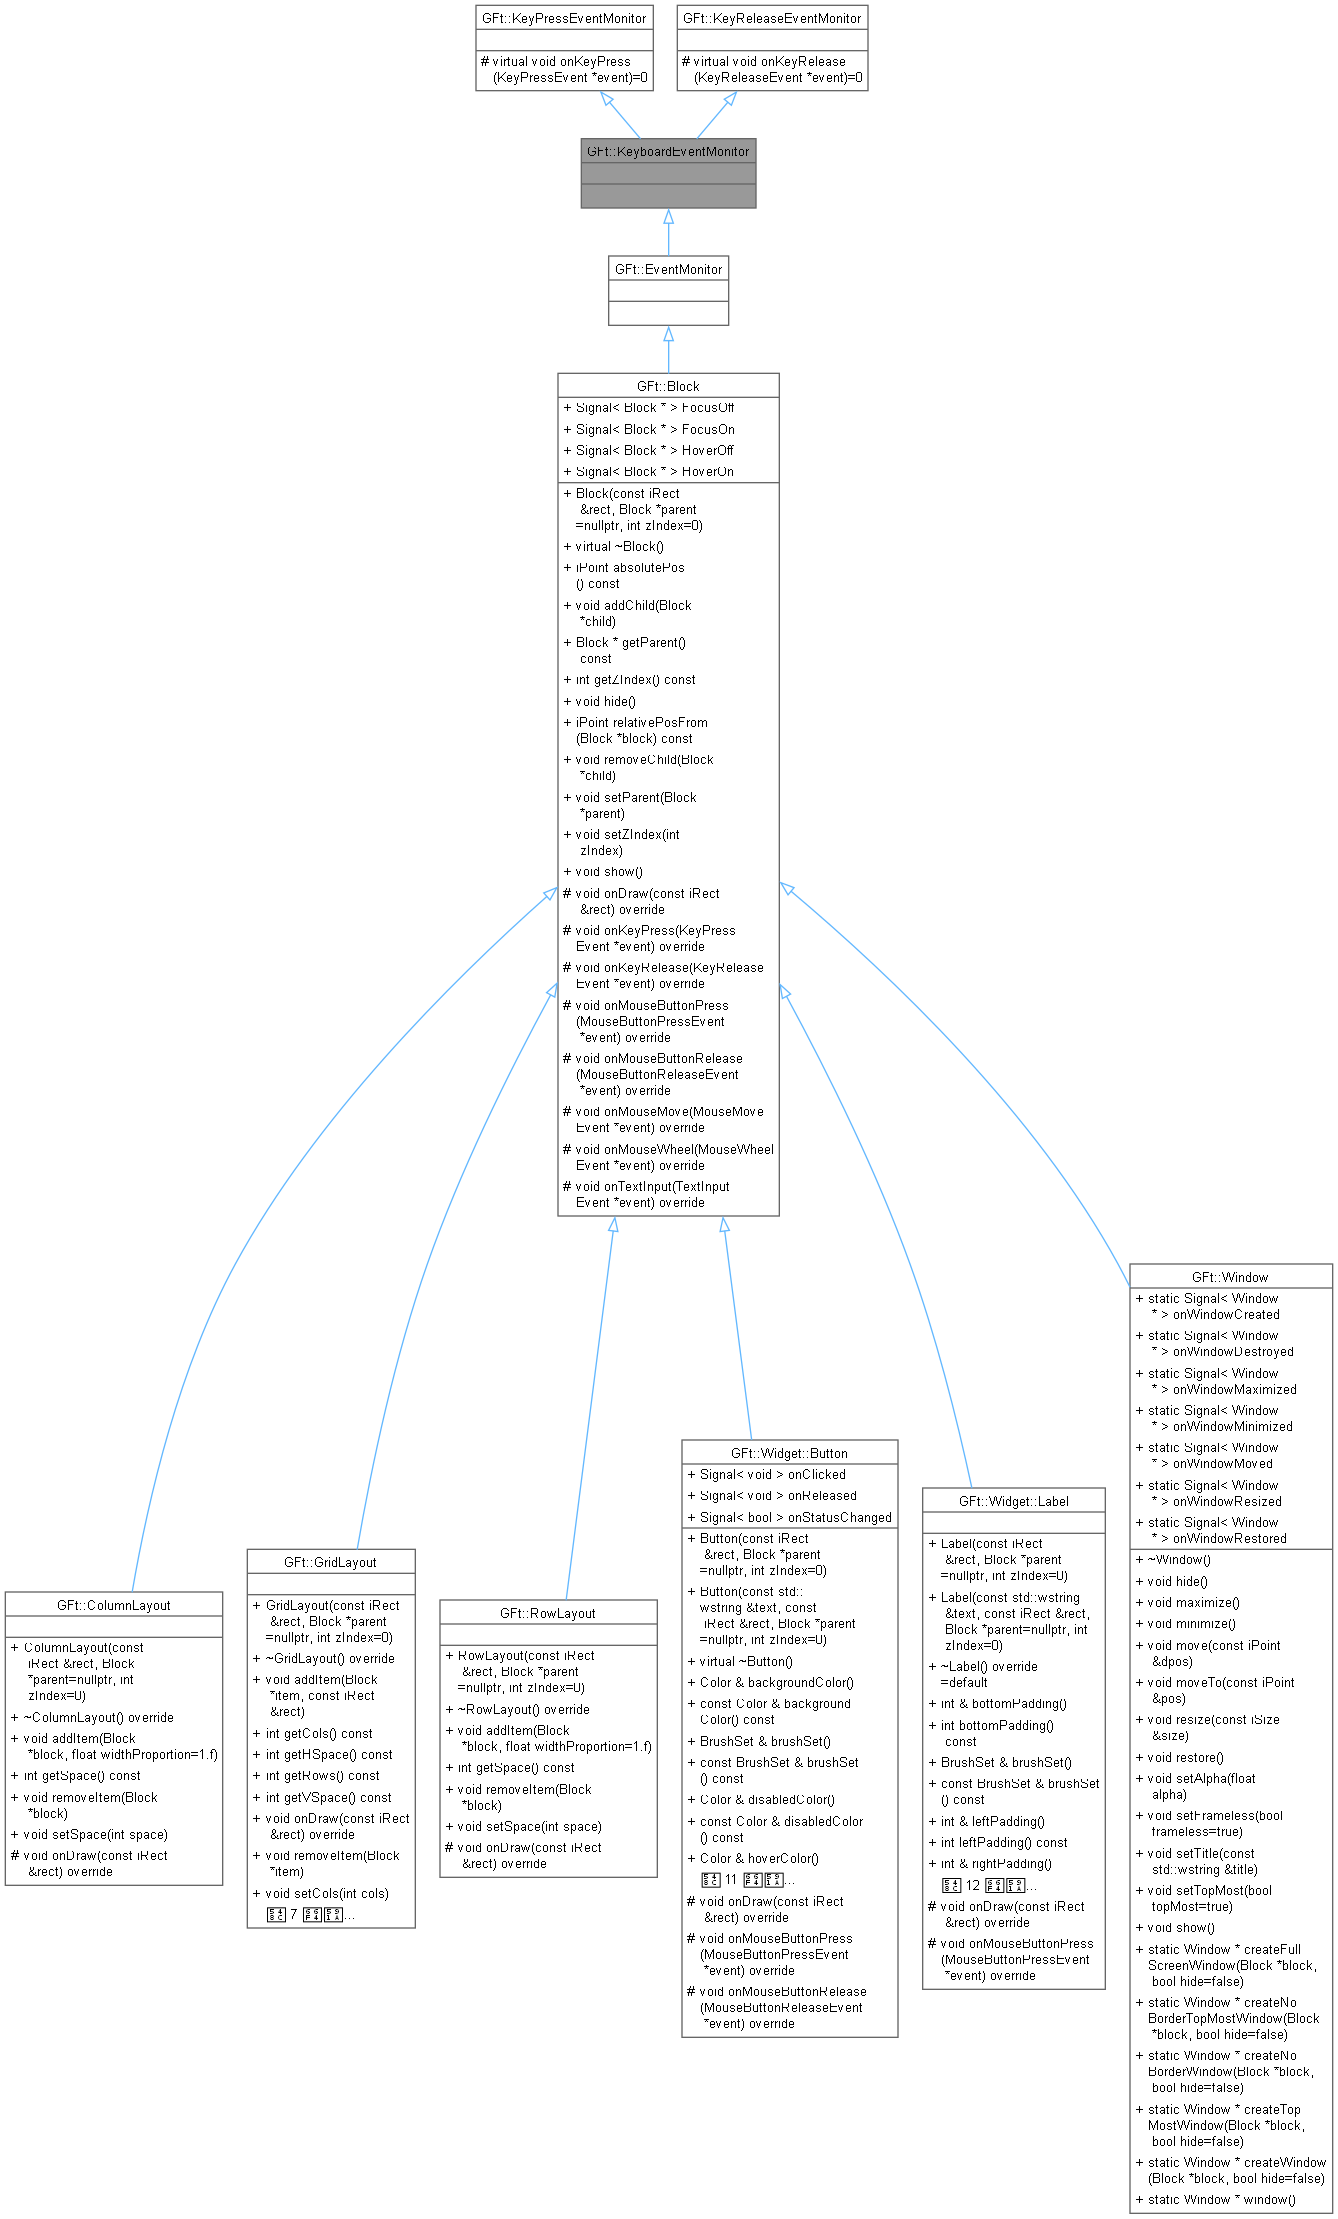 GFt::KeyPressEventMonitor
# virtual void onKeyPress
(KeyPressEvent *event)=0
GFt::KeyReleaseEventMonitor
# virtual void onKeyRelease
(KeyReleaseEvent *event)=0
GFt::KeyboardEventMonitor
GFt::EventMonitor
GFt::Block
+ Signal< Block * > FocusOff
+ Signal< Block * > FocusOn
+ Signal< Block * > HoverOff
+ Signal< Block * > HoverOn
+ Block(const iRect
&rect, Block *parent
=nullptr, int zIndex=0)
+ virtual ~Block()
+ iPoint absolutePos
() const
+ void addChild(Block
*child)
+ Block * getParent()
const
+ int getZIndex() const
+ void hide()
+ iPoint relativePosFrom
(Block *block) const
+ void removeChild(Block
*child)
+ void setParent(Block
*parent)
+ void setZIndex(int
zIndex)
+ void show()
# void onDraw(const iRect
&rect) override
# void onKeyPress(KeyPress
Event *event) override
# void onKeyRelease(KeyRelease
Event *event) override
# void onMouseButtonPress
(MouseButtonPressEvent
*event) override
# void onMouseButtonRelease
(MouseButtonReleaseEvent
*event) override
# void onMouseMove(MouseMove
Event *event) override
# void onMouseWheel(MouseWheel
Event *event) override
# void onTextInput(TextInput
Event *event) override
GFt::ColumnLayout
+ ColumnLayout(const
iRect &rect, Block
*parent=nullptr, int
zIndex=0)
+ ~ColumnLayout() override
+ void addItem(Block
*block, float widthProportion=1.f)
+ int getSpace() const
+ void removeItem(Block
*block)
+ void setSpace(int space)
# void onDraw(const iRect
&rect) override
GFt::GridLayout
+ GridLayout(const iRect
&rect, Block *parent
=nullptr, int zIndex=0)
+ ~GridLayout() override
+ void addItem(Block
*item, const iRect
&rect)
+ int getCols() const
+ int getHSpace() const
+ int getRows() const
+ int getVSpace() const
+ void onDraw(const iRect
&rect) override
+ void removeItem(Block
*item)
+ void setCols(int cols)
7 ...
GFt::RowLayout
+ RowLayout(const iRect
&rect, Block *parent
=nullptr, int zIndex=0)
+ ~RowLayout() override
+ void addItem(Block
*block, float widthProportion=1.f)
+ int getSpace() const
+ void removeItem(Block
*block)
+ void setSpace(int space)
# void onDraw(const iRect
&rect) override
GFt::Widget::Button
+ Signal< void > onClicked
+ Signal< void > onReleased
+ Signal< bool > onStatusChanged
+ Button(const iRect
&rect, Block *parent
=nullptr, int zIndex=0)
+ Button(const std::
wstring &text, const
iRect &rect, Block *parent
=nullptr, int zIndex=0)
+ virtual ~Button()
+ Color & backgroundColor()
+ const Color & background
Color() const
+ BrushSet & brushSet()
+ const BrushSet & brushSet
() const
+ Color & disabledColor()
+ const Color & disabledColor
() const
+ Color & hoverColor()
11 ...
# void onDraw(const iRect
&rect) override
# void onMouseButtonPress
(MouseButtonPressEvent
*event) override
# void onMouseButtonRelease
(MouseButtonReleaseEvent
*event) override
GFt::Widget::Label
+ Label(const iRect
&rect, Block *parent
=nullptr, int zIndex=0)
+ Label(const std::wstring
&text, const iRect &rect,
Block *parent=nullptr, int
zIndex=0)
+ ~Label() override
=default
+ int & bottomPadding()
+ int bottomPadding()
const
+ BrushSet & brushSet()
+ const BrushSet & brushSet
() const
+ int & leftPadding()
+ int leftPadding() const
+ int & rightPadding()
12 ...
# void onDraw(const iRect
&rect) override
# void onMouseButtonPress
(MouseButtonPressEvent
*event) override
GFt::Window
+ static Signal< Window
* > onWindowCreated
+ static Signal< Window
* > onWindowDestroyed
+ static Signal< Window
* > onWindowMaximized
+ static Signal< Window
* > onWindowMinimized
+ static Signal< Window
* > onWindowMoved
+ static Signal< Window
* > onWindowResized
+ static Signal< Window
* > onWindowRestored
+ ~Window()
+ void hide()
+ void maximize()
+ void minimize()
+ void move(const iPoint
&dpos)
+ void moveTo(const iPoint
&pos)
+ void resize(const iSize
&size)
+ void restore()
+ void setAlpha(float
alpha)
+ void setFrameless(bool
frameless=true)
+ void setTitle(const
std::wstring &title)
+ void setTopMost(bool
topMost=true)
+ void show()
+ static Window * createFull
ScreenWindow(Block *block,
bool hide=false)
+ static Window * createNo
BorderTopMostWindow(Block
*block, bool hide=false)
+ static Window * createNo
BorderWindow(Block *block,
bool hide=false)
+ static Window * createTop
MostWindow(Block *block,
bool hide=false)
+ static Window * createWindow
(Block *block, bool hide=false)
+ static Window * window()